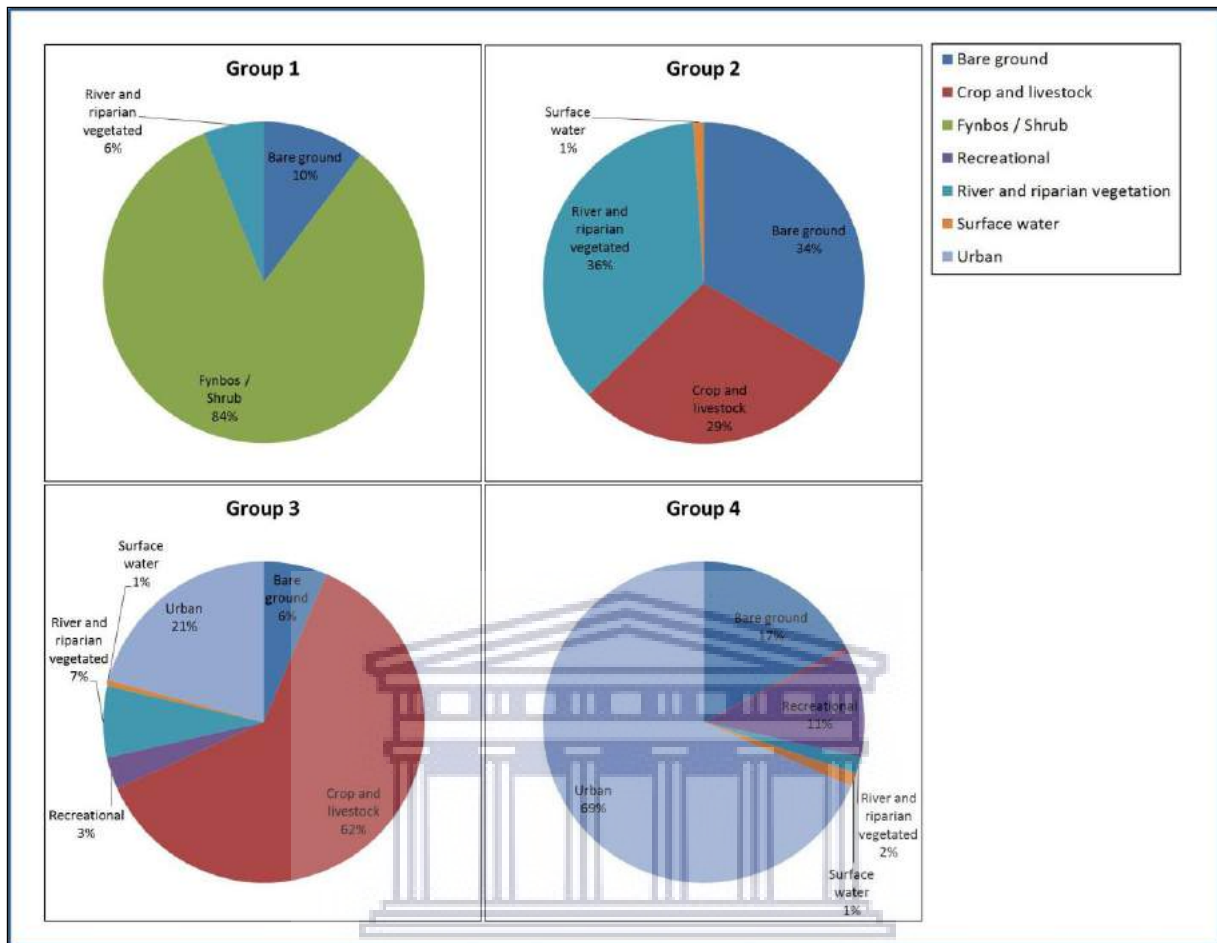 Group 1
River and
riparian
vegetated
6%
Bare ground
10%
Fynbos /
Shrub
84%
Group 2
Surface
water
1%
River and
riparian
vegetated
36%
Bare ground
34%
Crop and
livestock
29%
Bare ground
Crop and livestock
Fynbos / Shrub
Recreational
River and riparian vegetation
Surface water
Urban
Group 3
Surface
water
1%
River and
riparian
vegetated
7%
Urban
21%
Bare
ground
6%
Recreational
3%
Crop and
livestock
62%
Group 4
Bare ground
17%
Recreational
11%
Urban
69%
River and
riparian
vegetated
2%
Surface
water
1%